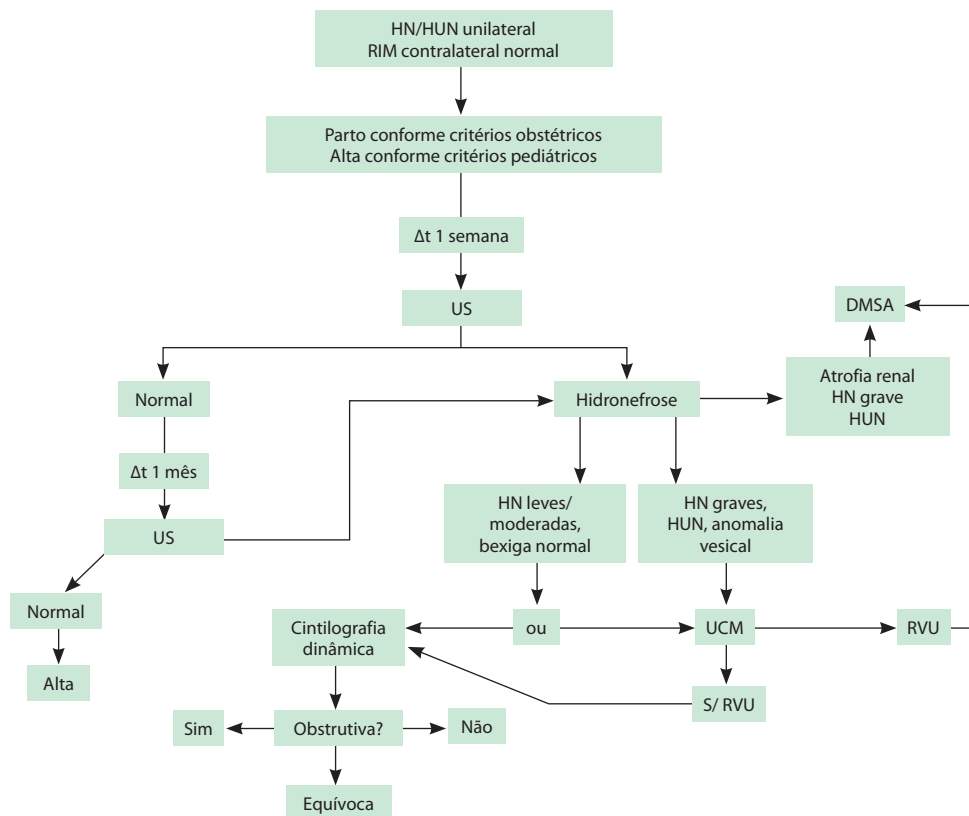 HN/HUN unilateral
RIM contralateral normal
Parto conforme critérios obstétricos
Alta conforme critérios pediátricos
Δt 1 semana
US
DMSA
Normal
Hidronefrose
Atrofia renal
HN grave
HUN
Δt 1 mês
US
HN leves/
moderadas,
bexiga normal
HN graves,
HUN, anomalia
vesical
Normal
Alta
Cintilografia
dinâmica
ou
UCM
RVU
S/ RVU
Sim
Obstrutiva?
Não
Equívoca